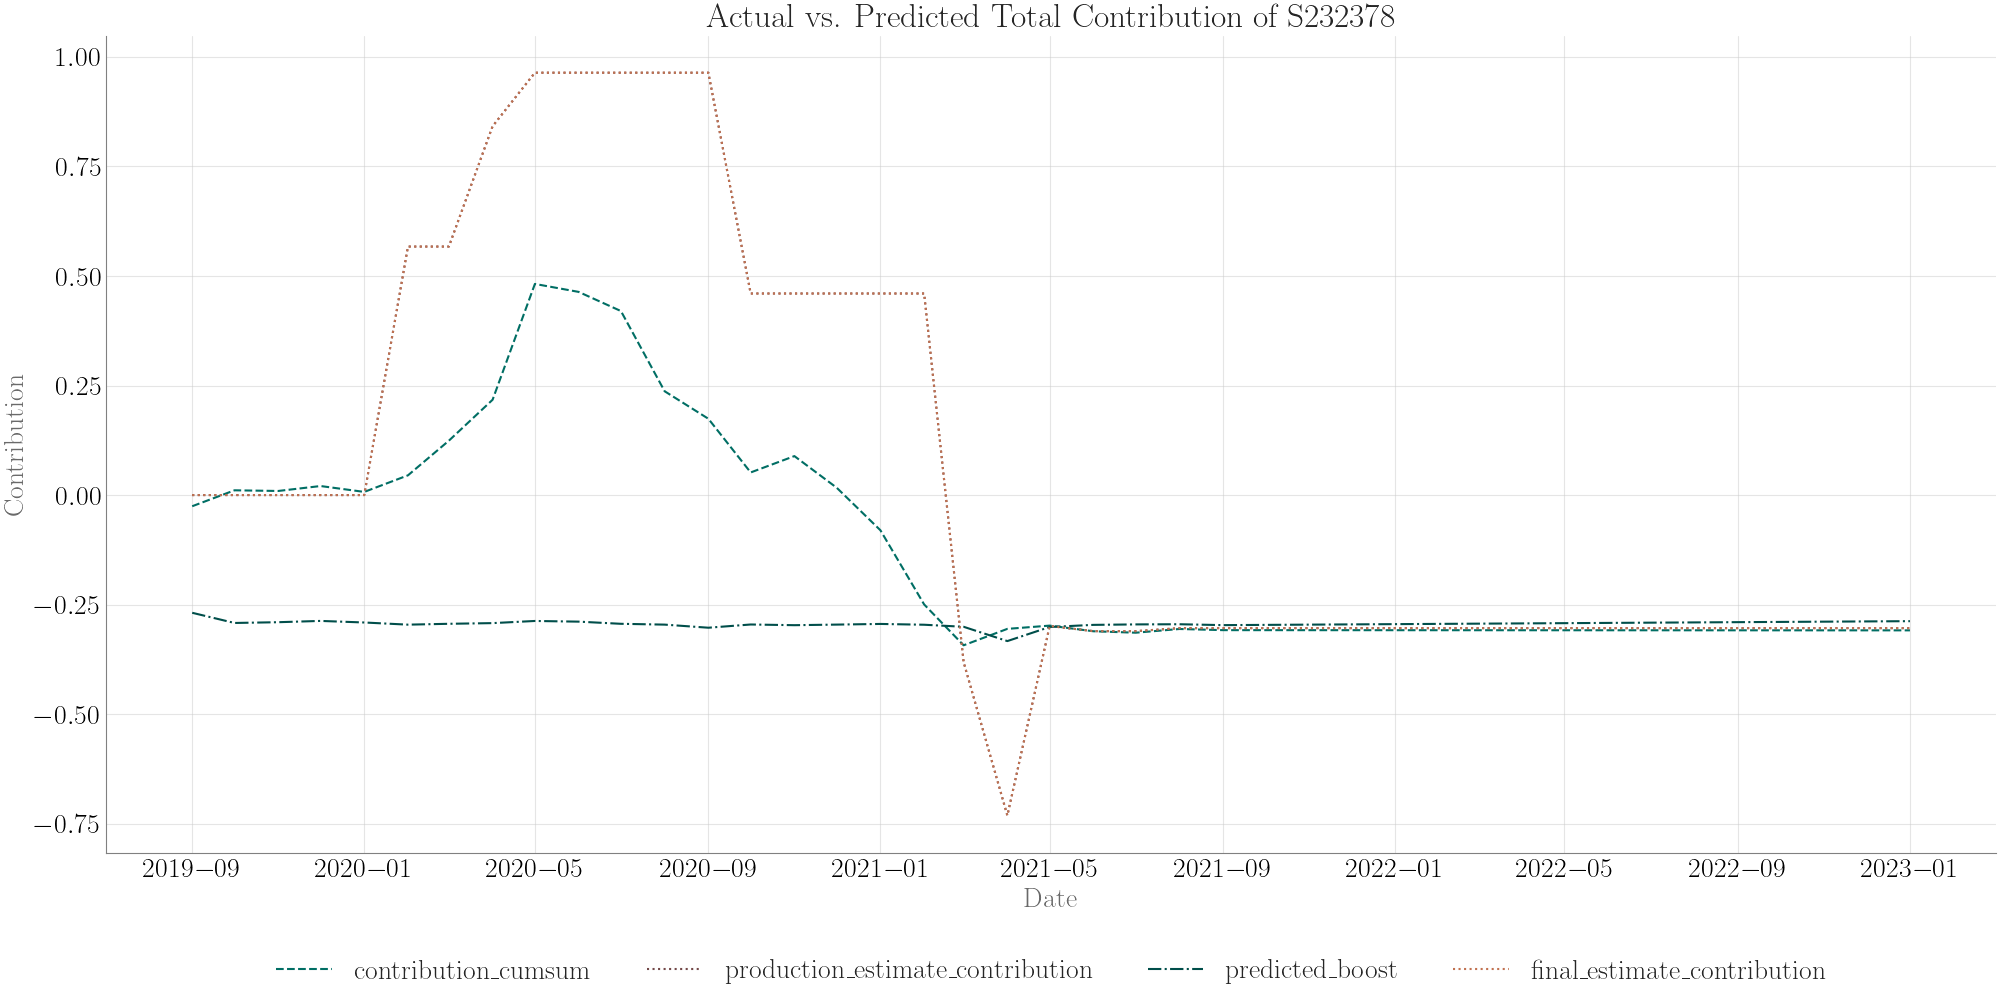 Actual vs. Predicted Total Contribution of S232378
1.00
0.75
0.50
0.25
0.00
−0.25
−0.50
−0.75
Contribution
2019−09 2020−01 2020−05 2020−09 2021−01 2021−05 2021−09 2022−01 2022−05 2022−09 2023−01
Date
contribution_cumsum production_estimate_contribution predicted_boost final_estimate_contribution